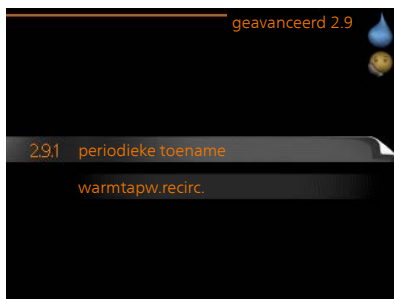 geavanceerd 2.9
2.9.1 periodieke toename
warmtapw.recirc.